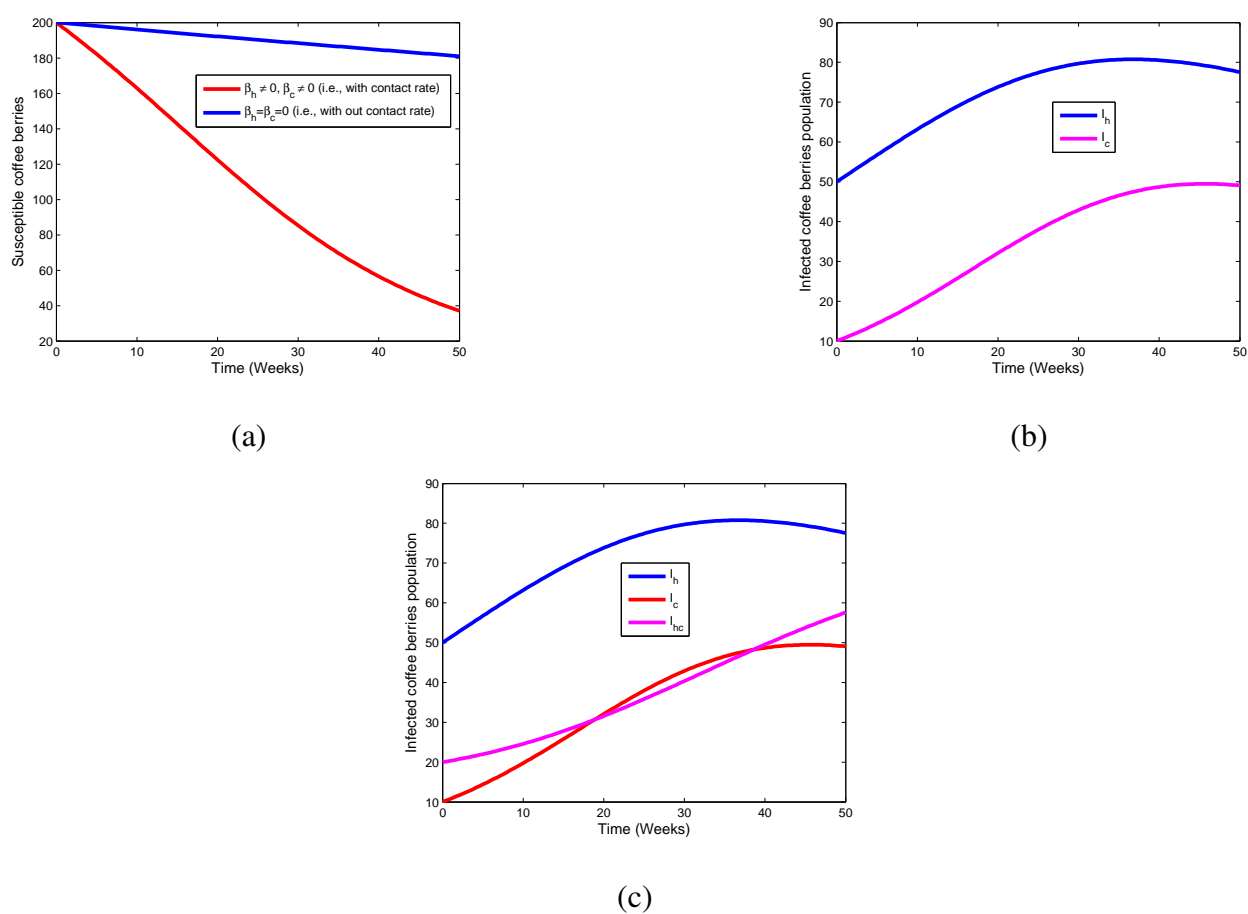 200
180
160
140
120
100
80
60
40
20
0
10
20
30
40
50
Susceptible coffee berries
Time (Weeks)
β_h ≠ 0, β_c ≠ 0 (i.e., with contact rate)
β_h=β_c=0 (i.e., with out contact rate)
(a)
90
80
70
60
50
40
30
20
10
0
10
20
30
40
50
Infected coffee berries population
Time (Weeks)
I_h
I_c
(b)
90
80
70
60
50
40
30
20
10
0
10
20
30
40
50
Infected coffee berries population
Time (Weeks)
I_h
I_c
I_hc
(c)